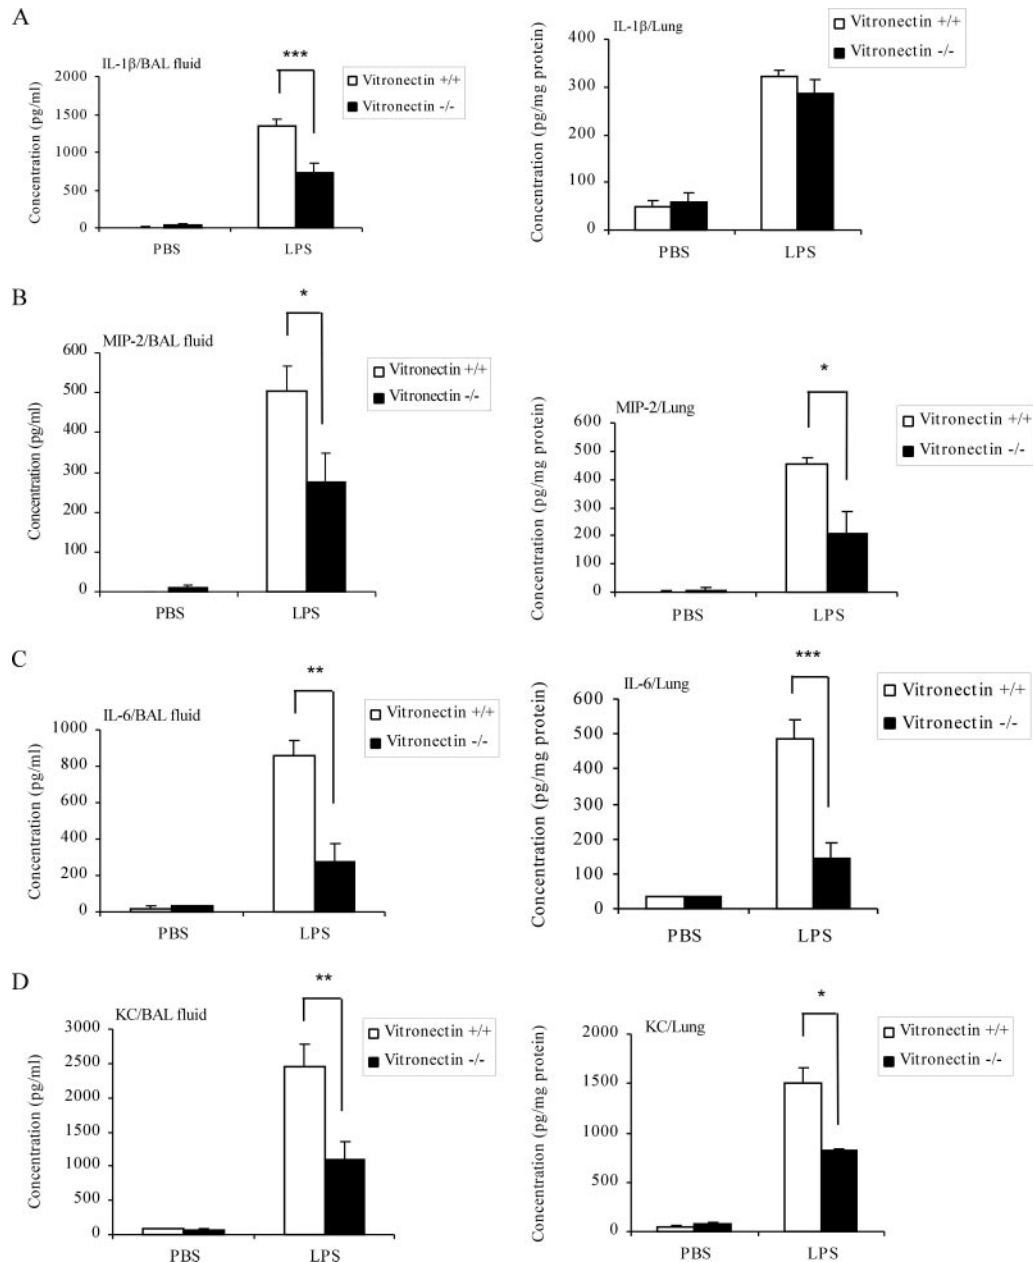 A
IL-1β/BAL fluid
Concentration (pg/ml)
2000
1500
1000
500
0
***
Vitronectin +/+
Vitronectin -/-
PBS
LPS
IL-1β/Lung
Concentration (pg/mg protein)
400
300
200
100
0
Vitronectin +/+
Vitronectin -/-
PBS
LPS
B
MIP-2/BAL fluid
Concentration (pg/ml)
600
500
400
300
200
100
0
*
Vitronectin +/+
Vitronectin -/-
PBS
LPS
MIP-2/Lung
Concentration (pg/mg protein)
600
500
400
300
200
100
0
*
Vitronectin +/+
Vitronectin -/-
PBS
LPS
C
IL-6/BAL fluid
Concentration (pg/ml)
1000
800
600
400
200
0
**
Vitronectin +/+
Vitronectin -/-
PBS
LPS
IL-6/Lung
Concentration (pg/mg protein)
600
500
400
300
200
100
0
***
Vitronectin +/+
Vitronectin -/-
PBS
LPS
D
KC/BAL fluid
Concentration (pg/ml)
3000
2500
2000
1500
1000
500
0
**
Vitronectin +/+
Vitronectin -/-
PBS
LPS
KC/Lung
Concentration (pg/mg protein)
2000
1500
1000
500
0
*
Vitronectin +/+
Vitronectin -/-
PBS
LPS